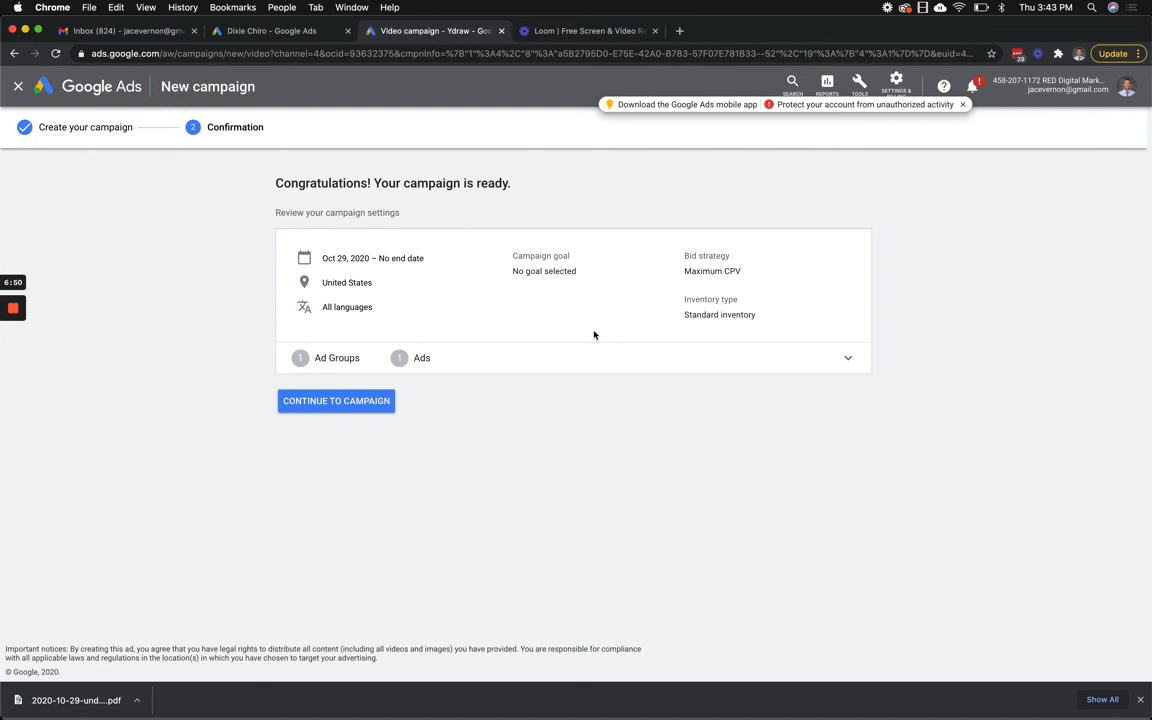 Chrome File Edit View History Bookmarks People Tab Window Help Thu 3:43 PM
Inbox (824) - jacevernon@gm Dixie Chiro - Google Ads Video campaign - Ydraw - Goo Loom | Free Screen & Video Re
ads.google.com/aw/campaigns/new/video?channel=4&ocid=93632375&cmpnInfo=%7B"1"%3A4%2C"8"%3A"a5B2795D0-E75E-42A0-B783-57F07E781B33--52"%2C"19"%3A%7B"4"%3A1%7D%7D&euid=4... 29 Update
Google Ads New campaign SEARCH REPORTS TOOLS SETTINGS & 458-207-1172 RED Digital Mark...
jacevernon@gmail.com
Download the Google Ads mobile app Protect your account from unauthorized activity
Create your campaign 2 Confirmation
Congratulations! Your campaign is ready.
Review your campaign settings
Oct 29, 2020 – No end date
United States
All languages
Campaign goal
No goal selected
Bid strategy
Maximum CPV
Inventory type
Standard inventory
6:50
1 Ad Groups 1 Ads
CONTINUE TO CAMPAIGN
Important notices: By creating this ad, you agree that you have legal rights to distribute all content (including all videos and images) you have provided. You are responsible for compliance
with all applicable laws and regulations in the location(s) in which you have chosen to target your advertising.
© Google, 2020.
2020-10-29-und....pdf Show All